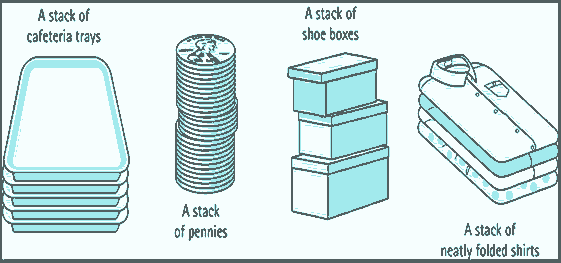 A stack of
cafeteria trays
A stack
of pennies
A stack of
shoe boxes
A stack of
neatly folded shirts